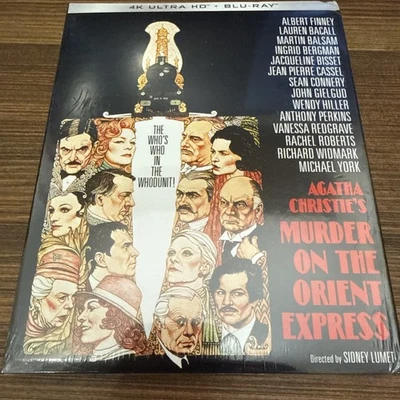 4K ULTRA HD + BLU-RAY
ALBERT FINNEY
LAUREN BACALL
MARTIN BALSAM
INGRID BERGMAN
JACQUELINE BISSET
JEAN PIERRE CASSEL
SEAN CONNERY
JOHN GIELGUD
WENDY HILLER
ANTHONY PERKINS
VANESSA REDGRAVE
RACHEL ROBERTS
RICHARD WIDMARK
MICHAEL YORK
THE
WHO'S
WHO
IN THE
WHODUNIT!
AGATHA
CHRISTIE'S
MURDER
ON THE
ORIENT
EXPRESS
Directed by SIDNEY LUMET